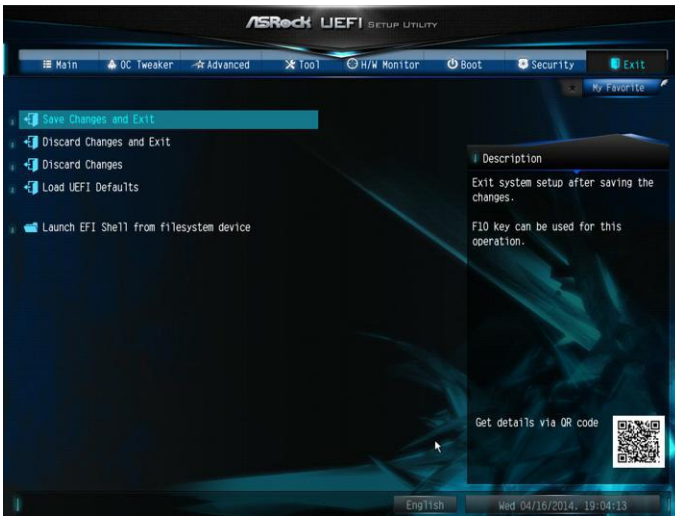 ASRock UEFI SETUP UTILITY
Main OC Tweaker Advanced Tool H/W Monitor Boot Security Exit
My Favorite
Save Changes and Exit
Discard Changes and Exit
Discard Changes
Load UEFI Defaults
Launch EFI Shell from filesystem device
Description
Exit system setup after saving the
changes.
F10 key can be used for this
operation.
Get details via QR code
English
Wed 04/16/2014. 19:04:13